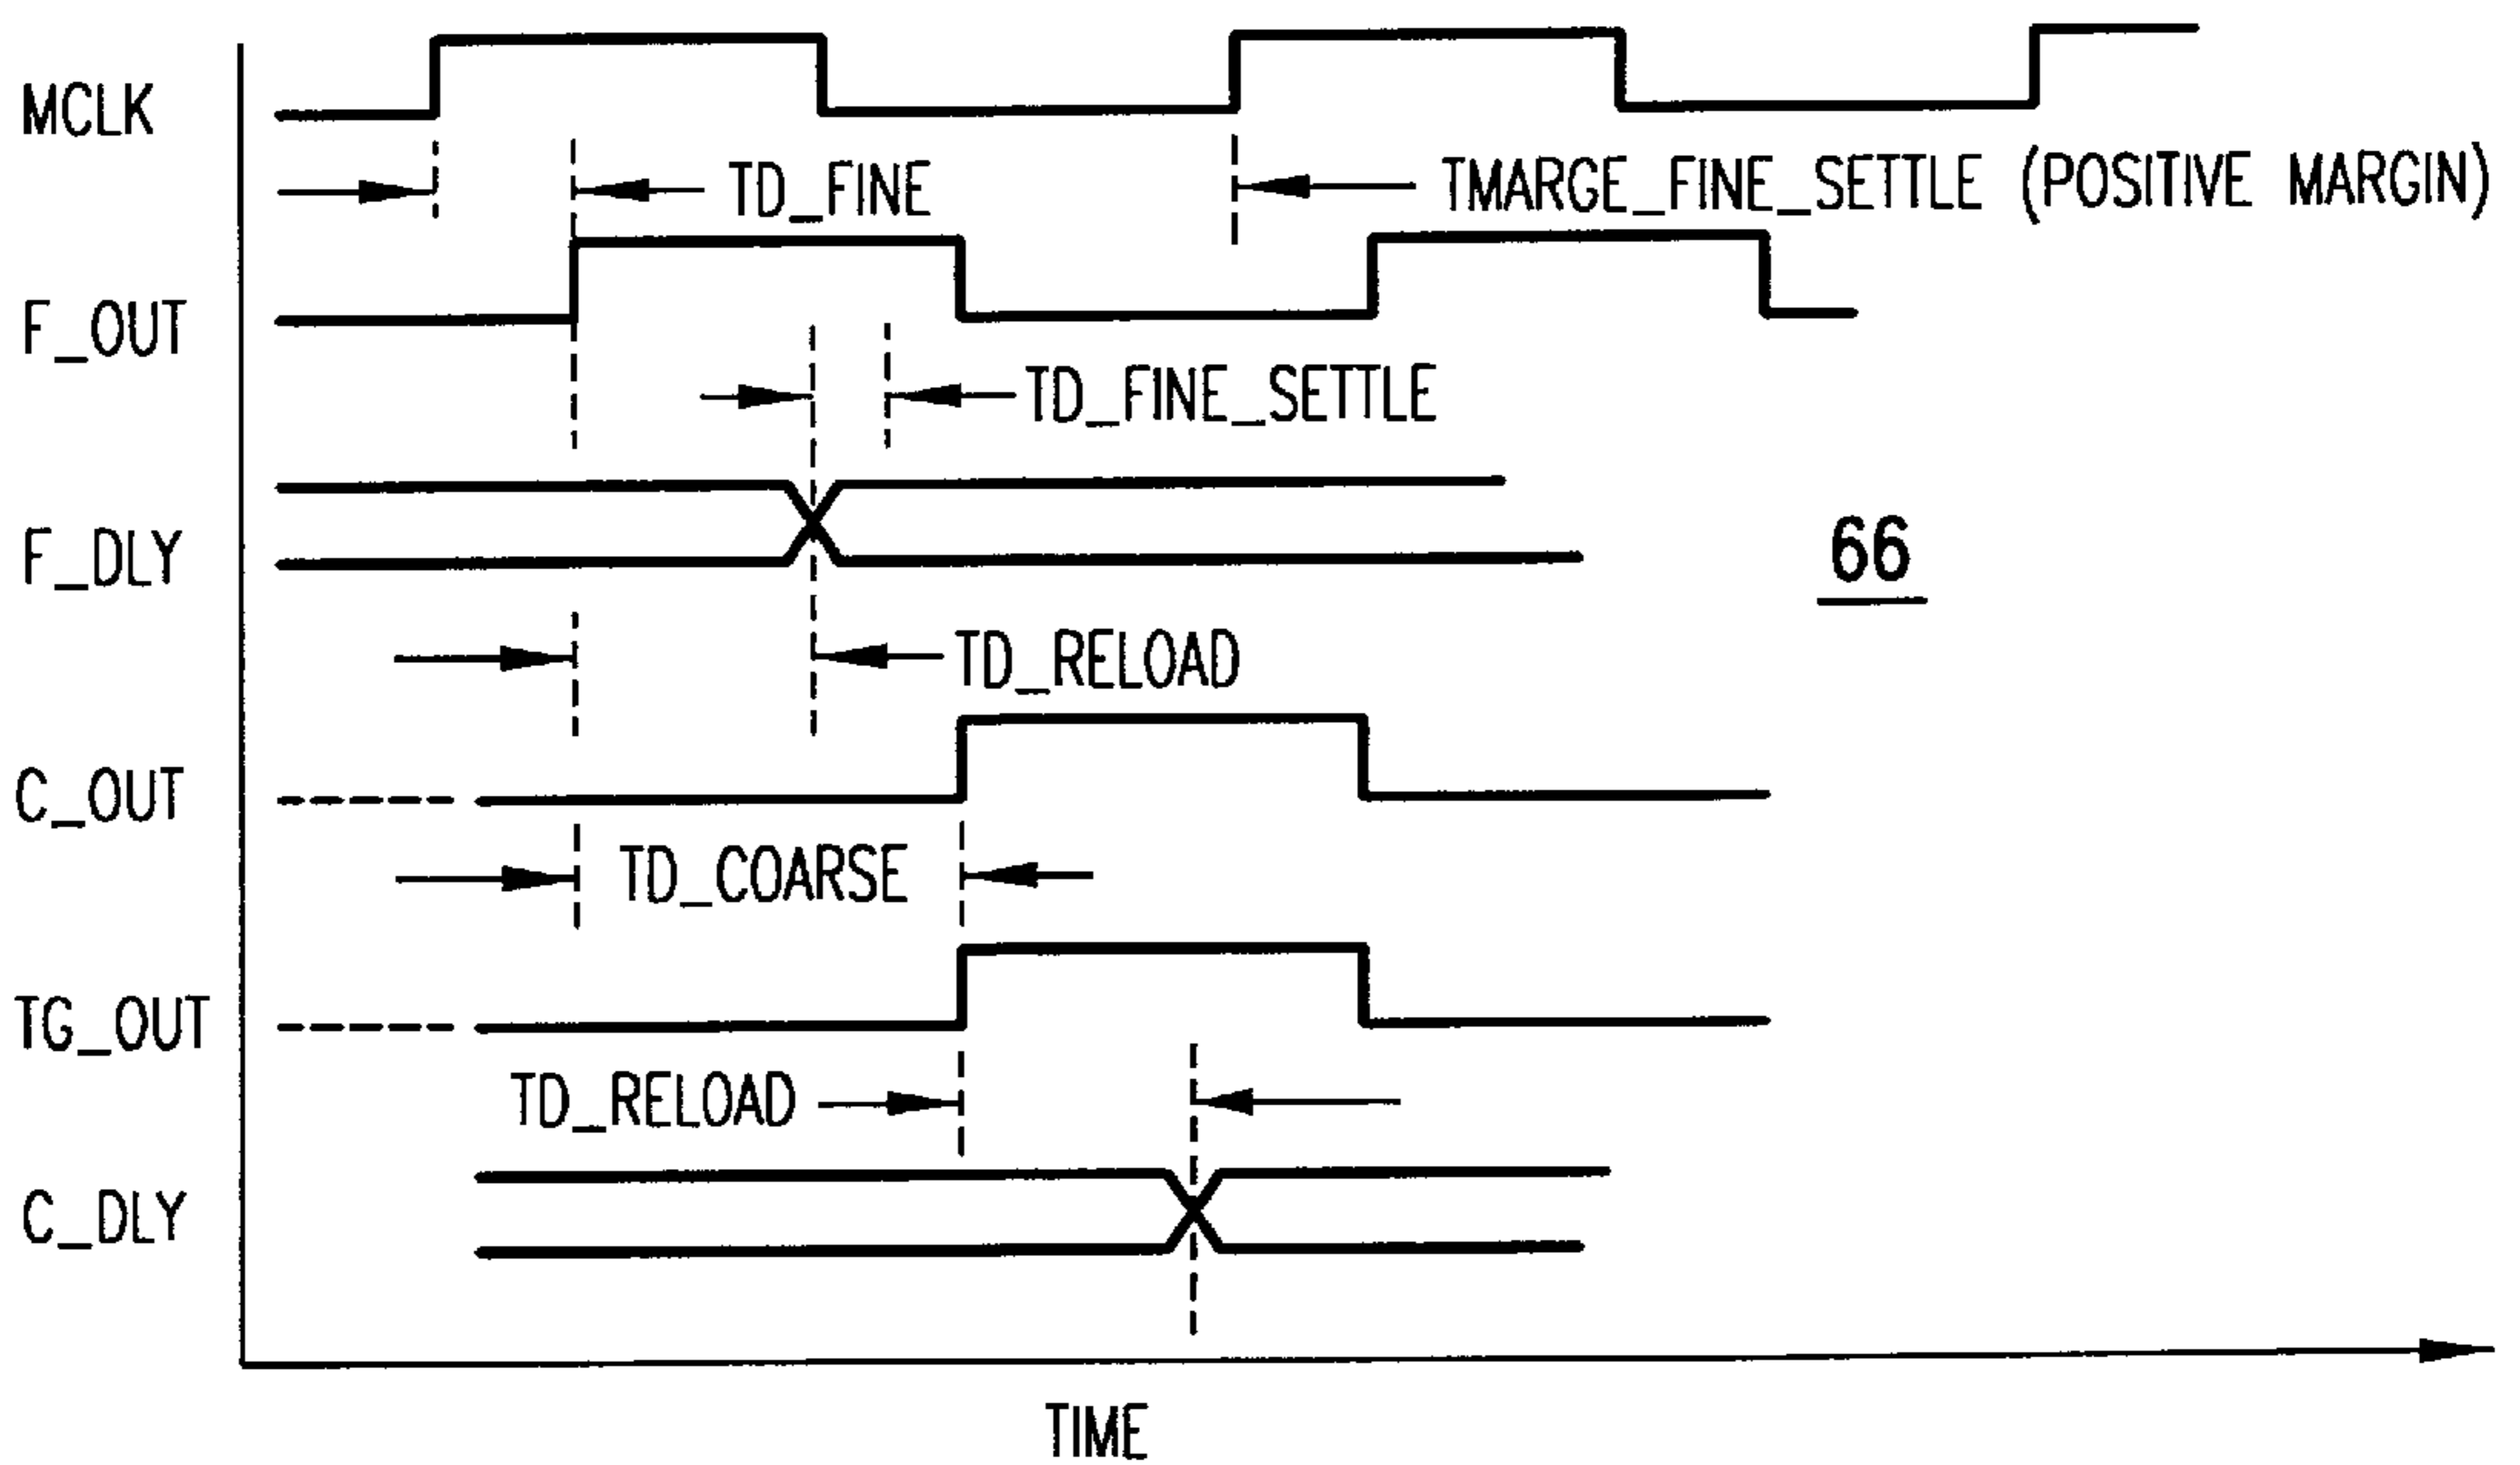 MCLK
TD_FINE
TMARGE_FINE_SETTLE (POSITIVE MARGIN)
F_OUT
TD_FINE_SETTLE
F_DLY
66
TD_RELOAD
C_OUT
TD_COARSE
TG_OUT
TD_RELOAD
C_DLY
TIME